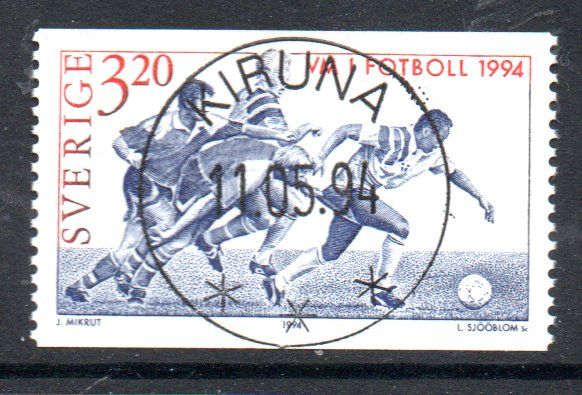 SVERIGE
3.20
VM I FOTBOLL 1994
KIRUNA
11.05.94
J. MIKRUT
1994
L. SJÖÖBLOM Sc